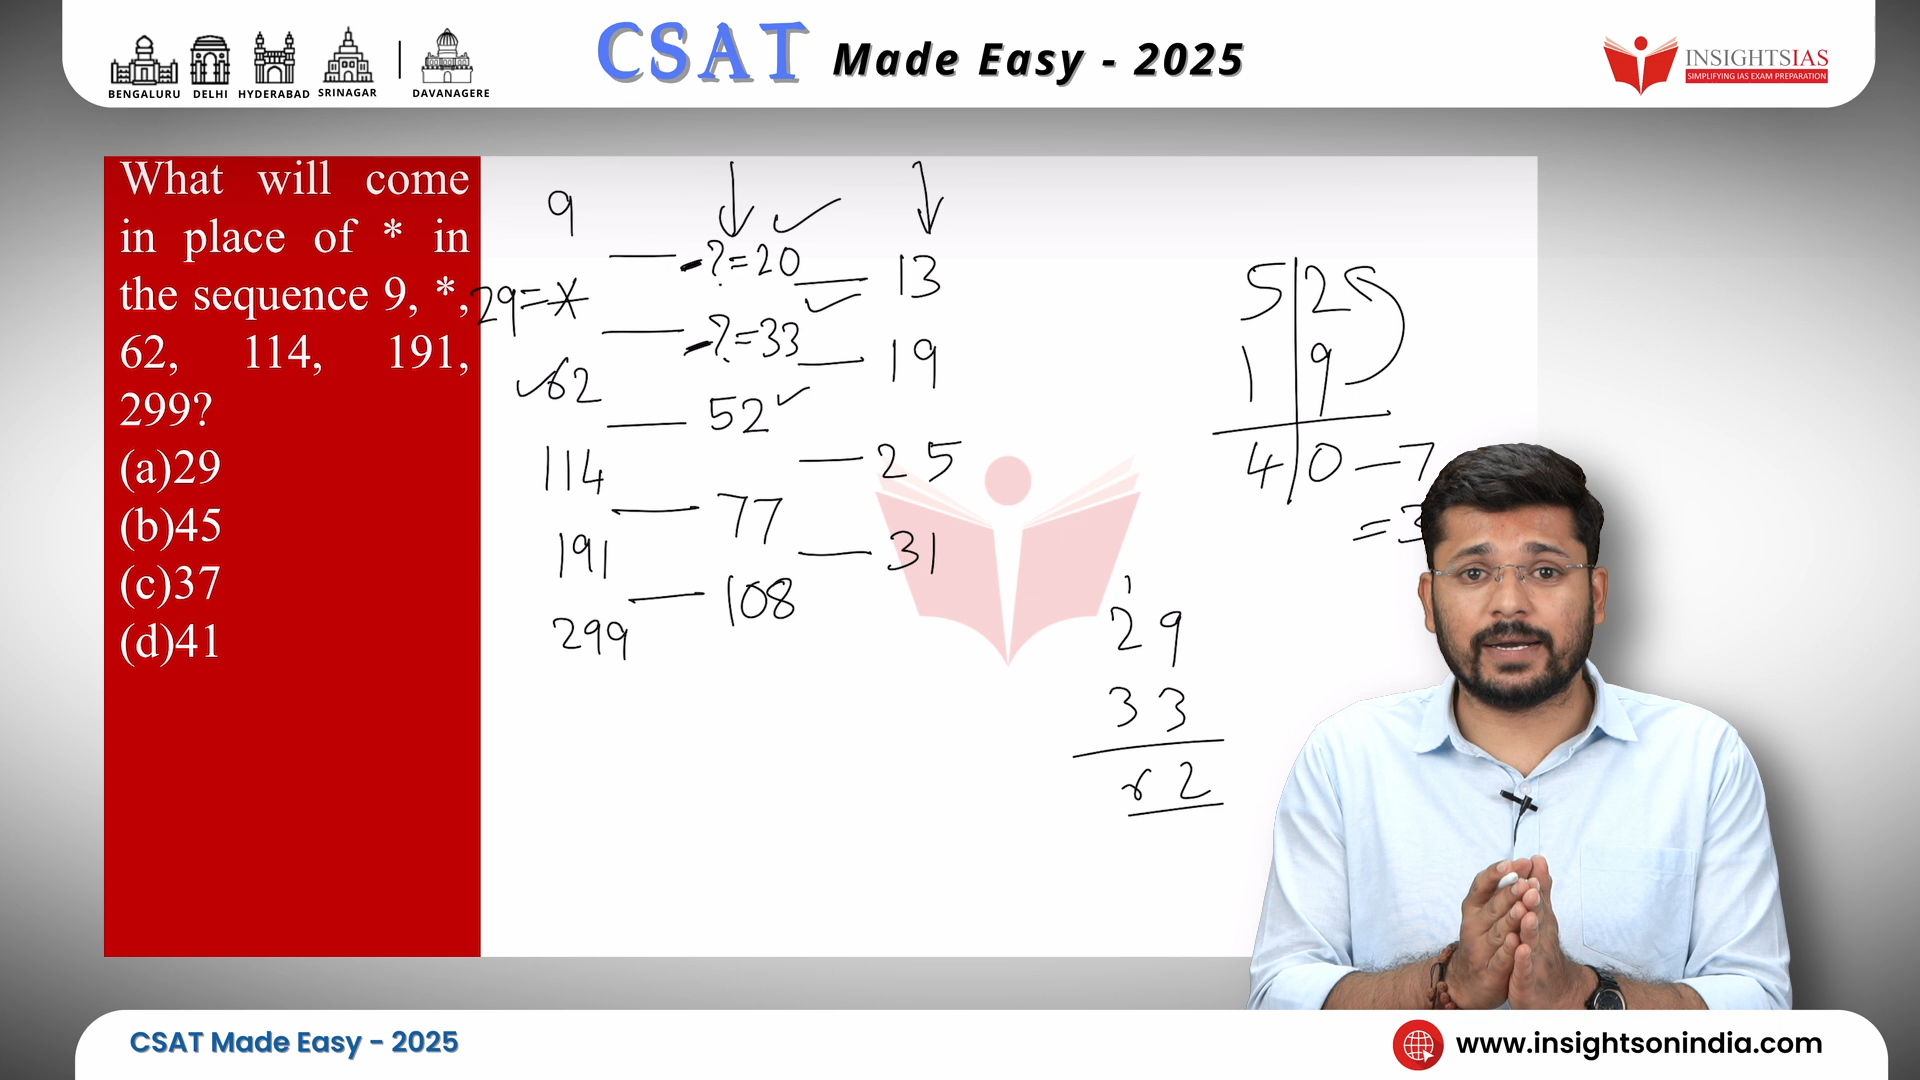 CSAT Made Easy - 2025
BENGALURU DELHI HYDERABAD SRINAGAR DAVANAGERE
INSIGHTSIAS
SIMPLIFYING IAS EXAM PREPARATION
What will come
in place of * in
the sequence 9, *,
62, 114, 191,
299?
(a)29
(b)45
(c)37
(d)41
9
-?=20
13
29=*
-?=33
19
62
52
114
25
77
191
31
108
299
5 25
1 9
4 0 - 7
= 3
1
29
33
62
CSAT Made Easy - 2025
www.insightsonindia.com